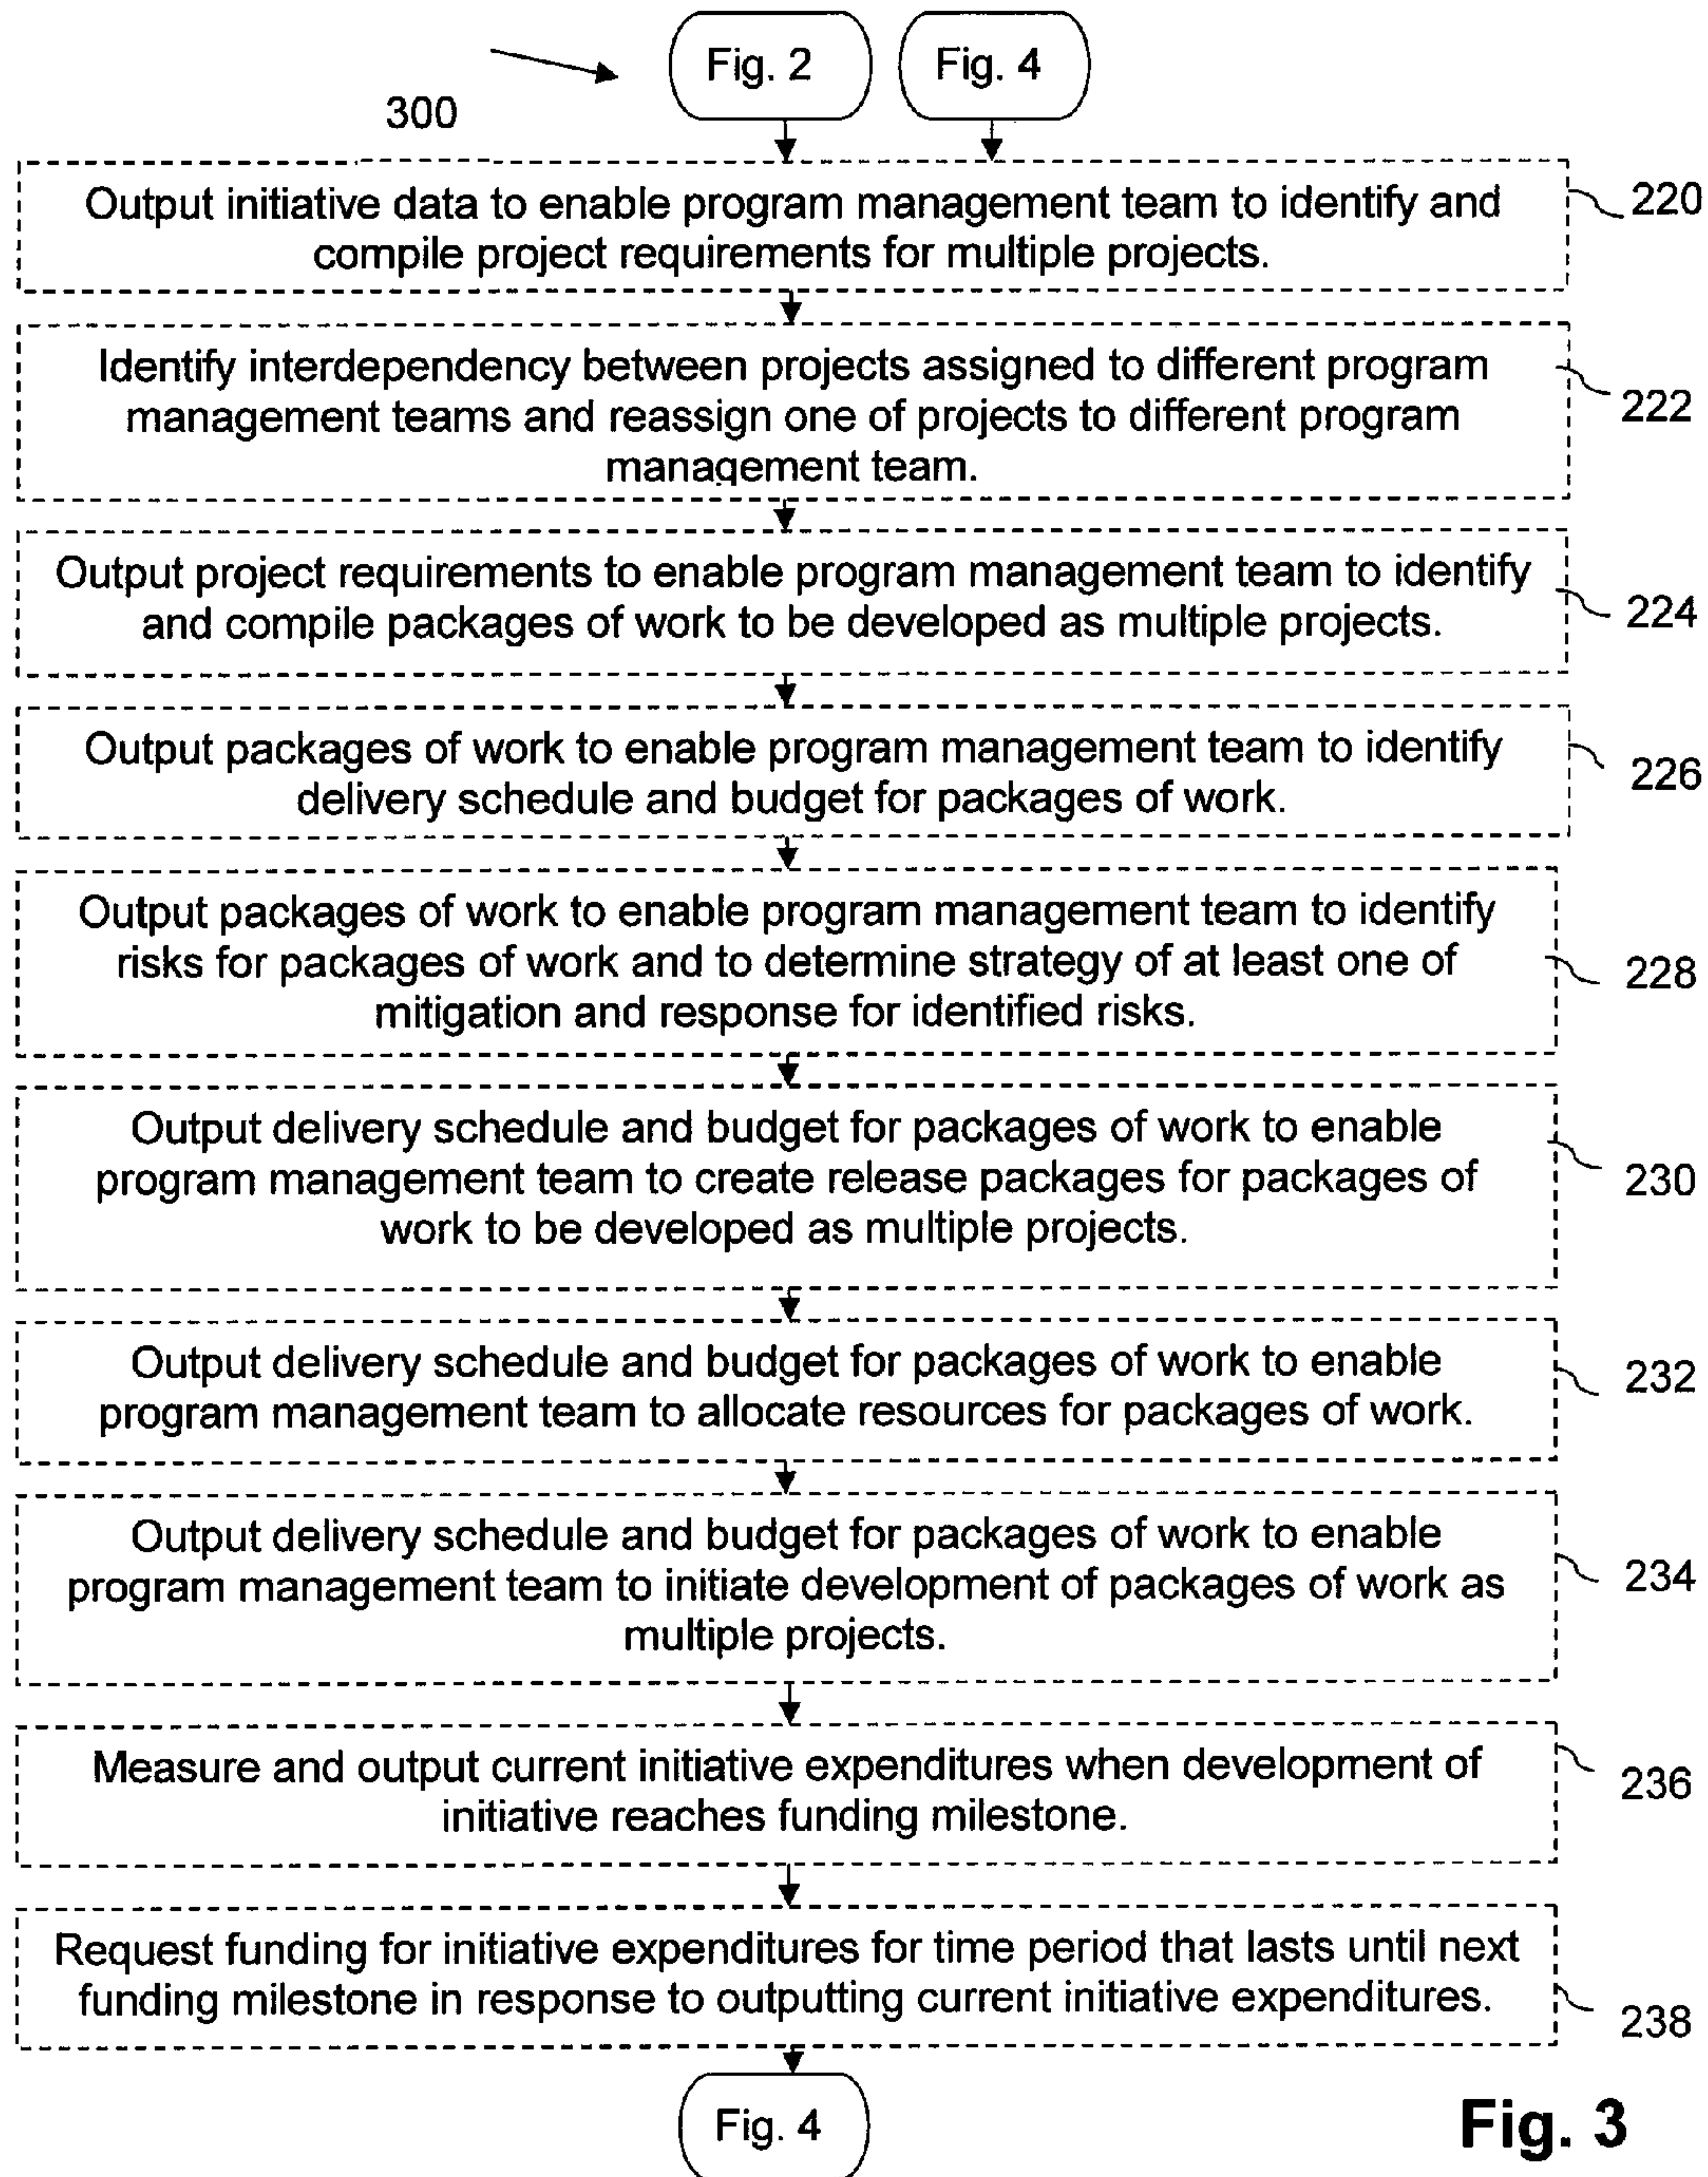 Fig. 2
Fig. 4
300
Output initiative data to enable program management team to identify and
compile project requirements for multiple projects.
220
Identify interdependency between projects assigned to different program
management teams and reassign one of projects to different program
management team.
222
Output project requirements to enable program management team to identify
and compile packages of work to be developed as multiple projects.
224
Output packages of work to enable program management team to identify
delivery schedule and budget for packages of work.
226
Output packages of work to enable program management team to identify
risks for packages of work and to determine strategy of at least one of
mitigation and response for identified risks.
228
Output delivery schedule and budget for packages of work to enable
program management team to create release packages for packages of
work to be developed as multiple projects.
230
Output delivery schedule and budget for packages of work to enable
program management team to allocate resources for packages of work.
232
Output delivery schedule and budget for packages of work to enable
program management team to initiate development of packages of work as
multiple projects.
234
Measure and output current initiative expenditures when development of
initiative reaches funding milestone.
236
Request funding for initiative expenditures for time period that lasts until next
funding milestone in response to outputting current initiative expenditures.
238
Fig. 4
Fig. 3